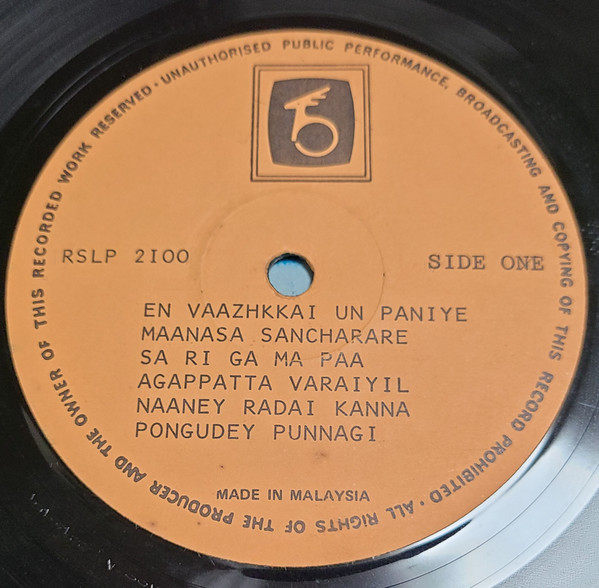 ALL RIGHTS OF THE PRODUCER AND THE OWNER OF THIS RECORDED WORK RESERVED · UNAUTHORISED PUBLIC PERFORMANCE, BROADCASTING AND COPYING OF THIS RECORD PROHIBITED ·
RSLP 2100
SIDE ONE
EN VAAZHKKAI UN PANIYE
MAANASA SANCHARARE
SA RI GA MA PAA
AGAPPATTA VARAIYIL
NAANEY RADAI KANNA
PONGUDEY PUNNAGI
MADE IN MALAYSIA